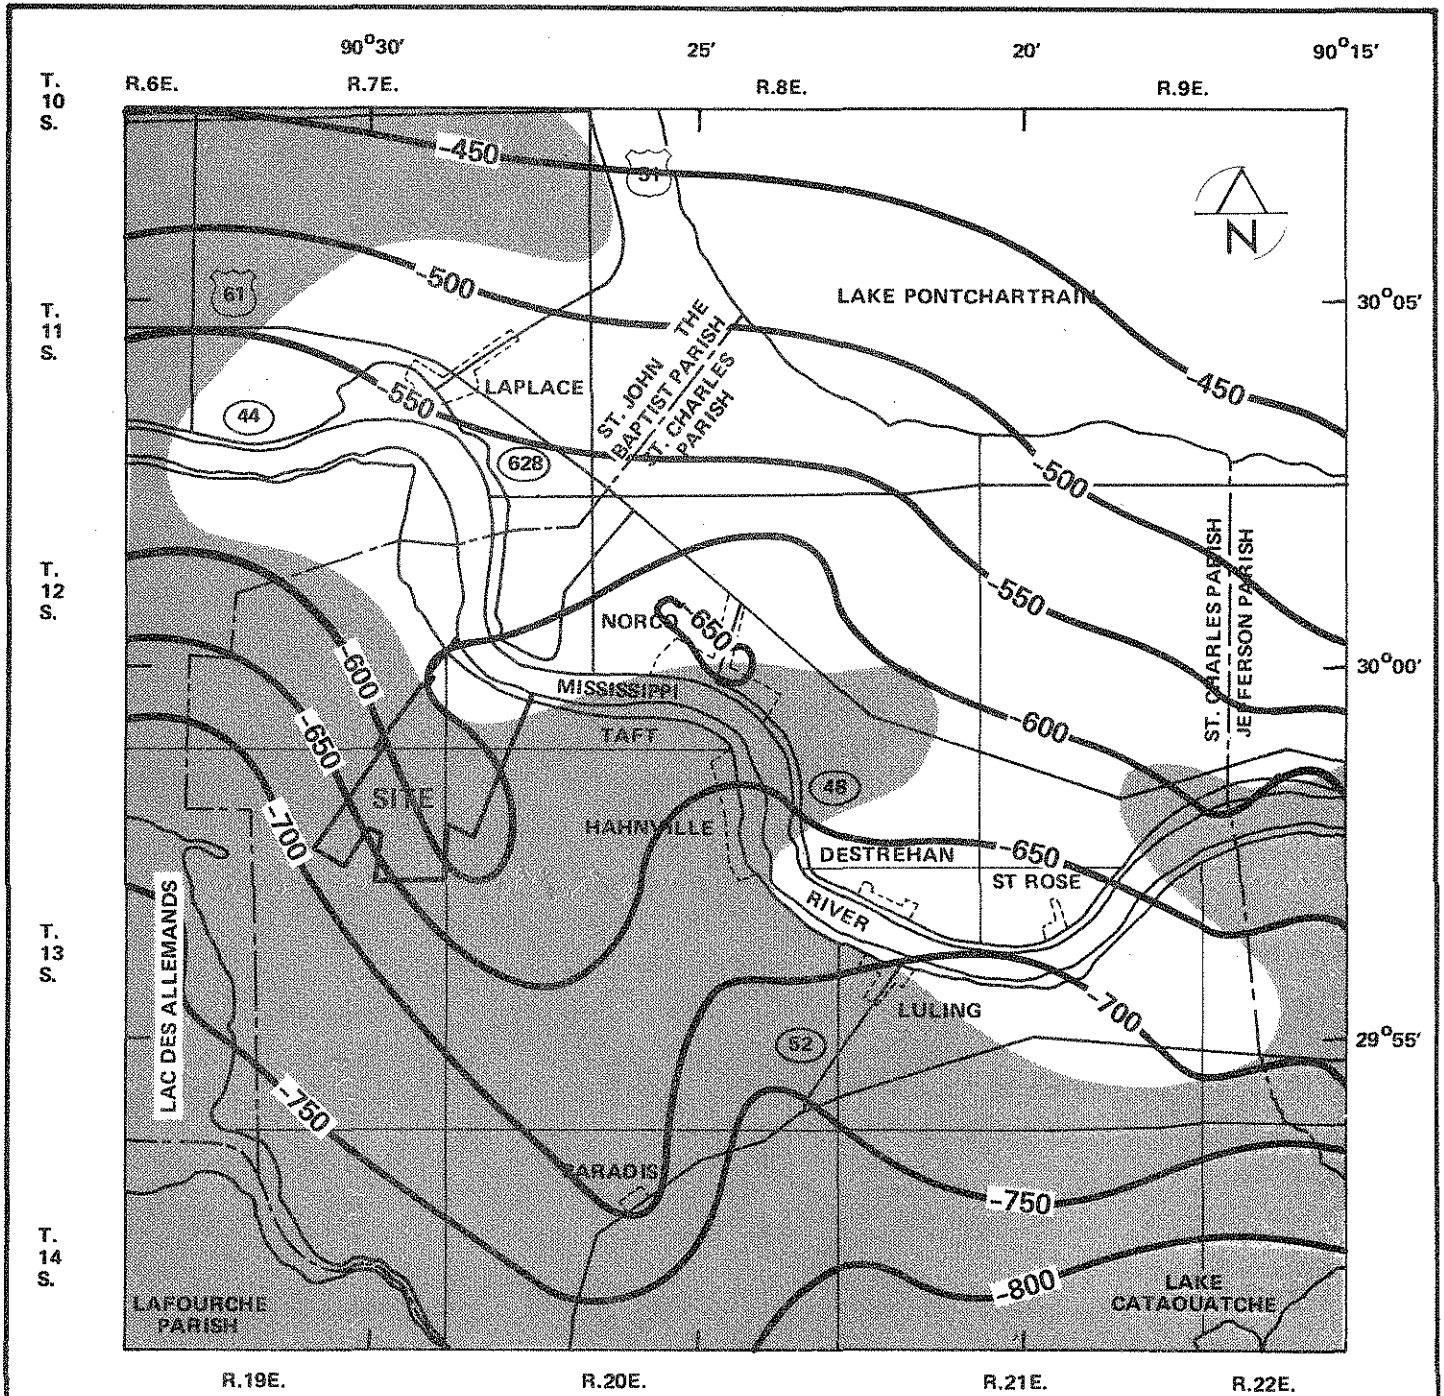 90°30′ 25′ 20′ 90°15′
T.
10
S.
R.6E. R.7E. R.8E. R.9E.
-450
51
N
-500
61
LAKE PONTCHARTRAIN
30°05′
T.
11
S.
ST. JOHN THE
BAPTIST PARISH
ST. CHARLES
PARISH
-450
LAPLACE
-550
44
628
-500
ST. CHARLES PARISH
JEFFERSON PARISH
T.
12
S.
-550
NORCO
-650
-600
30°00′
MISSISSIPPI
-650
-600
TAFT
SITE
48
-700
HAHNVILLE
DESTREHAN
-650
ST ROSE
RIVER
LAC DES ALLEMANDS
T.
13
S.
-700
LULING
52
29°55′
-750
PARADIS
-750
T.
14
S.
-800
LAKE
CATAOUATCHE
LAFOURCHE
PARISH
R.19E. R.20E. R.21E. R.22E.